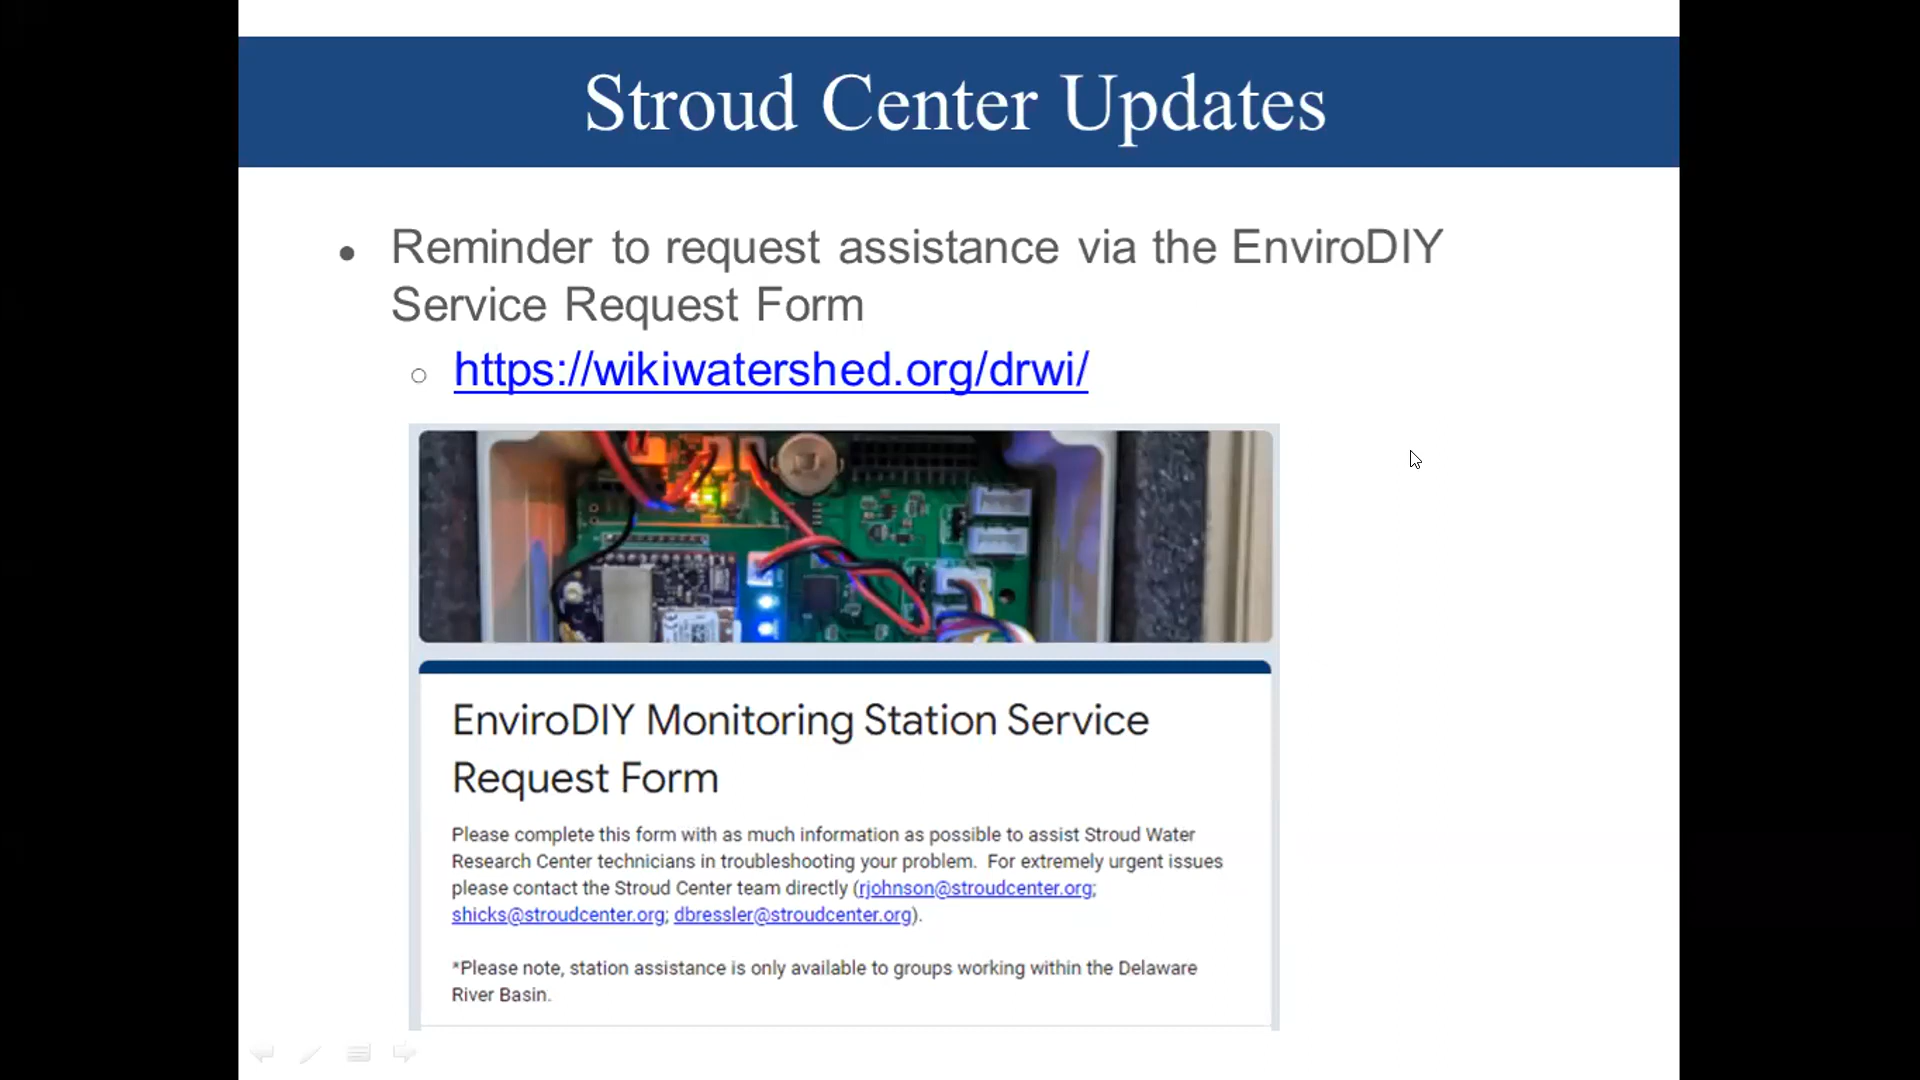 Stroud Center Updates
Reminder to request assistance via the EnviroDIY
Service Request Form
https://wikiwatershed.org/drwi/
EnviroDIY Monitoring Station Service
Request Form
Please complete this form with as much information as possible to assist Stroud Water
Research Center technicians in troubleshooting your problem.  For extremely urgent issues
please contact the Stroud Center team directly (rjohnson@stroudcenter.org;
shicks@stroudcenter.org; dbressler@stroudcenter.org).
*Please note, station assistance is only available to groups working within the Delaware
River Basin.